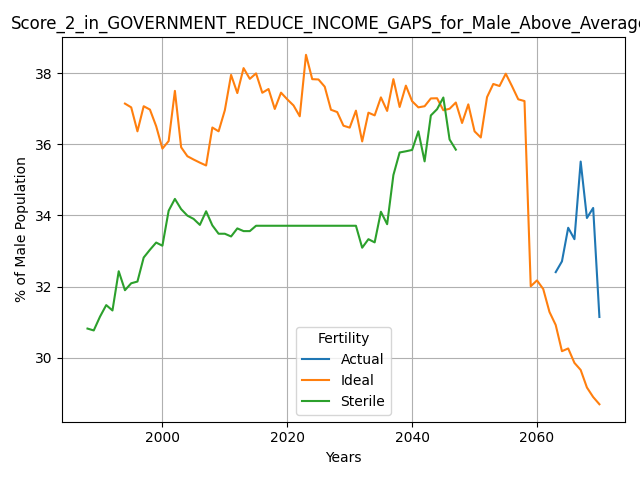 Score_2_in_GOVERNMENT_REDUCE_INCOME_GAPS_for_Male_Above_Average
38
36
34
32
30
% of Male Population
Fertility
Actual
Ideal
Sterile
2000 2020 2040 2060
Years